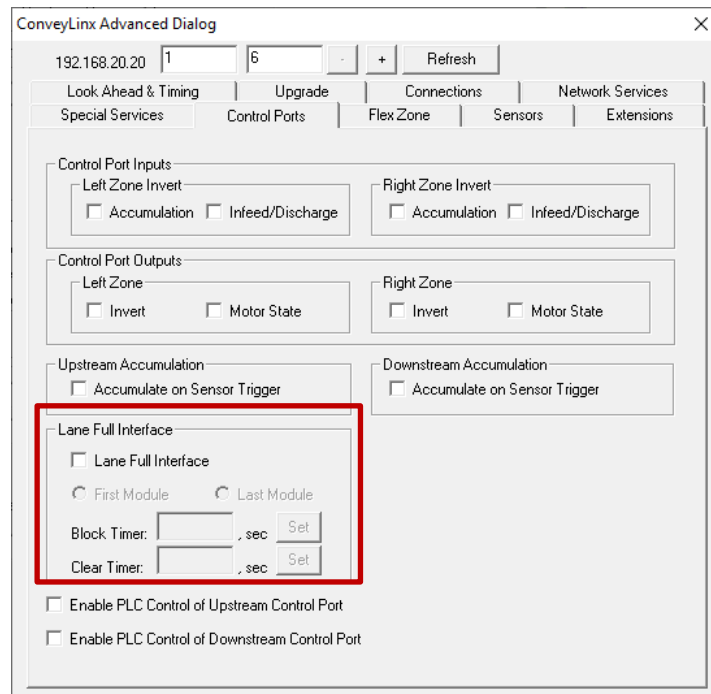 ConveyLinx Advanced Dialog
192.168.20.20 1 6 - + Refresh
Look Ahead & Timing Upgrade Connections Network Services
Special Services Control Ports Flex Zone Sensors Extensions
Control Port Inputs
Left Zone Invert Right Zone Invert
Accumulation Infeed/Discharge Accumulation Infeed/Discharge
Control Port Outputs
Left Zone Right Zone
Invert Motor State Invert Motor State
Upstream Accumulation Downstream Accumulation
Accumulate on Sensor Trigger Accumulate on Sensor Trigger
Lane Full Interface
Lane Full Interface
First Module Last Module
Block Timer: , sec Set
Clear Timer: , sec Set
Enable PLC Control of Upstream Control Port
Enable PLC Control of Downstream Control Port